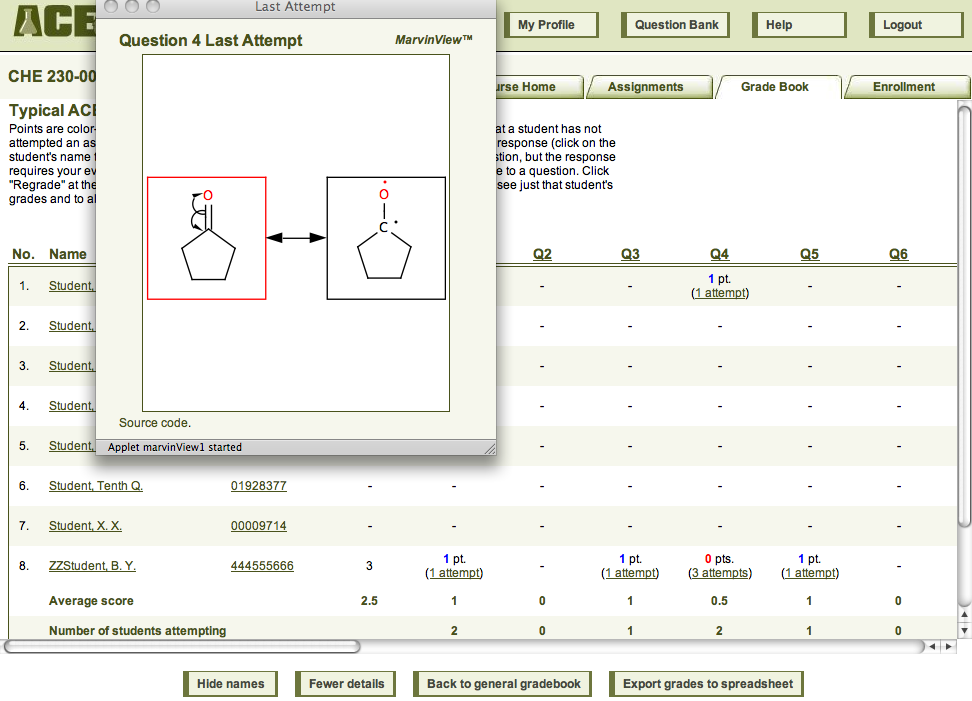 ACE
Last Attempt
My Profile
Question Bank
Help
Logout
Question 4 Last Attempt
MarvinView™
CHE 230-00
urse Home
Assignments
Grade Book
Enrollment
Typical ACE
Points are color-
at a student has not
attempted an as
response (click on the
student's name
stion, but the response
requires your ev
e to a question. Click
"Regrade" at the
see just that student's
grades and to al
O
O
C
No.
Name
Q2
Q3
Q4
Q5
Q6
1.
Student,
-
-
1 pt.
(1 attempt)
-
-
2.
Student,
-
-
-
-
-
3.
Student,
-
-
-
-
-
4.
Student,
-
-
-
-
-
Source code.
5.
Student,
-
-
-
-
-
Applet marvinView1 started
6.
Student, Tenth Q.
01928377
-
-
-
-
-
-
-
7.
Student, X. X.
00009714
-
-
-
-
-
-
-
8.
ZZStudent, B. Y.
444555666
3
1 pt.
(1 attempt)
-
1 pt.
(1 attempt)
0 pts.
(3 attempts)
1 pt.
(1 attempt)
-
Average score
2.5
1
0
1
0.5
1
0
Number of students attempting
2
0
1
2
1
0
Hide names
Fewer details
Back to general gradebook
Export grades to spreadsheet